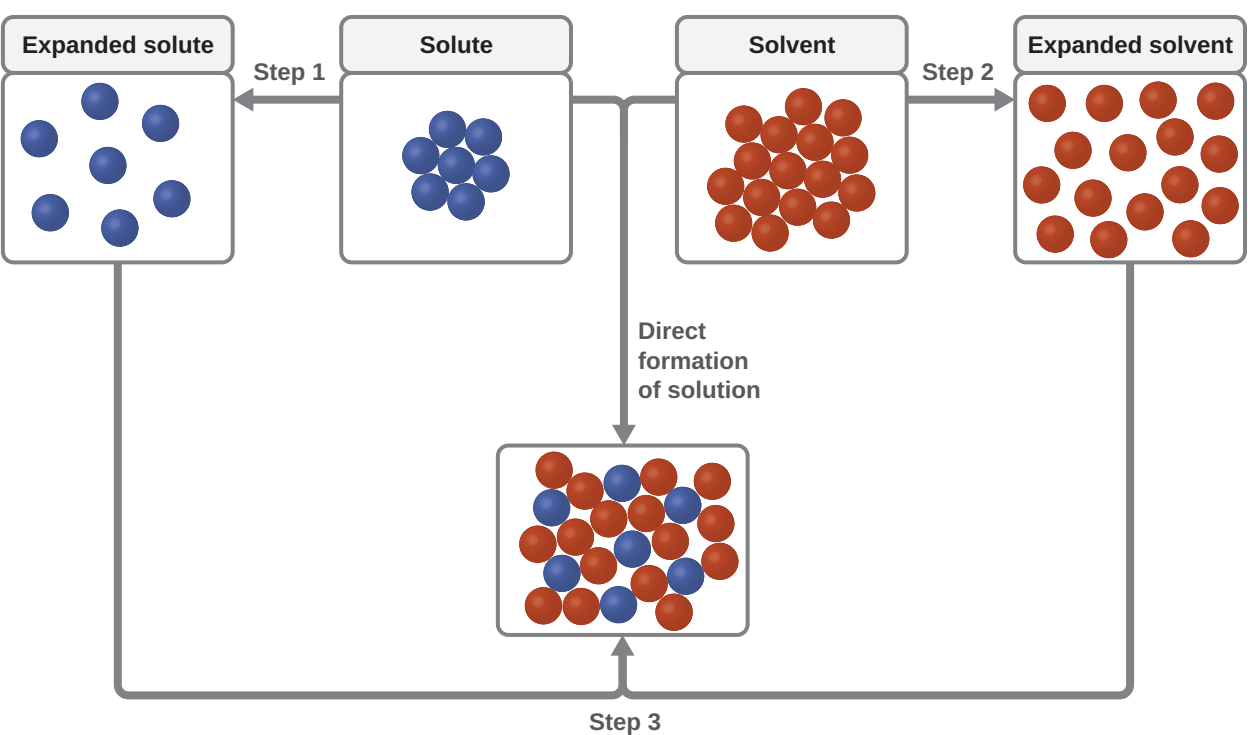 Expanded solute
Solute
Solvent
Expanded solvent
Step 1
Step 2
Direct
formation
of solution
Step 3